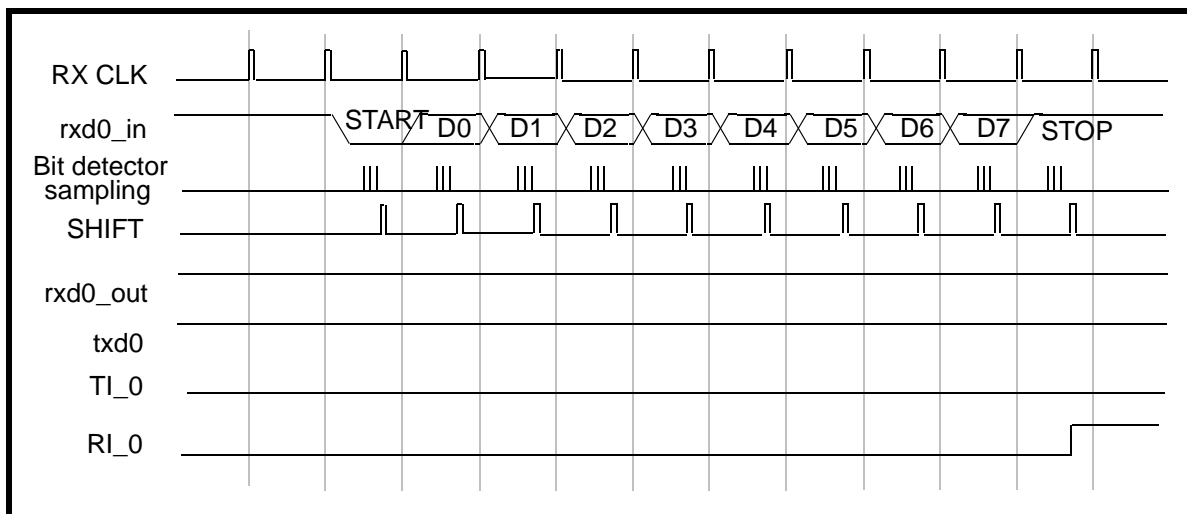 RX CLK
rxd0_in
START D0 D1 D2 D3 D4 D5 D6 D7 STOP
Bit detector
sampling
SHIFT
rxd0_out
txd0
TI_0
RI_0